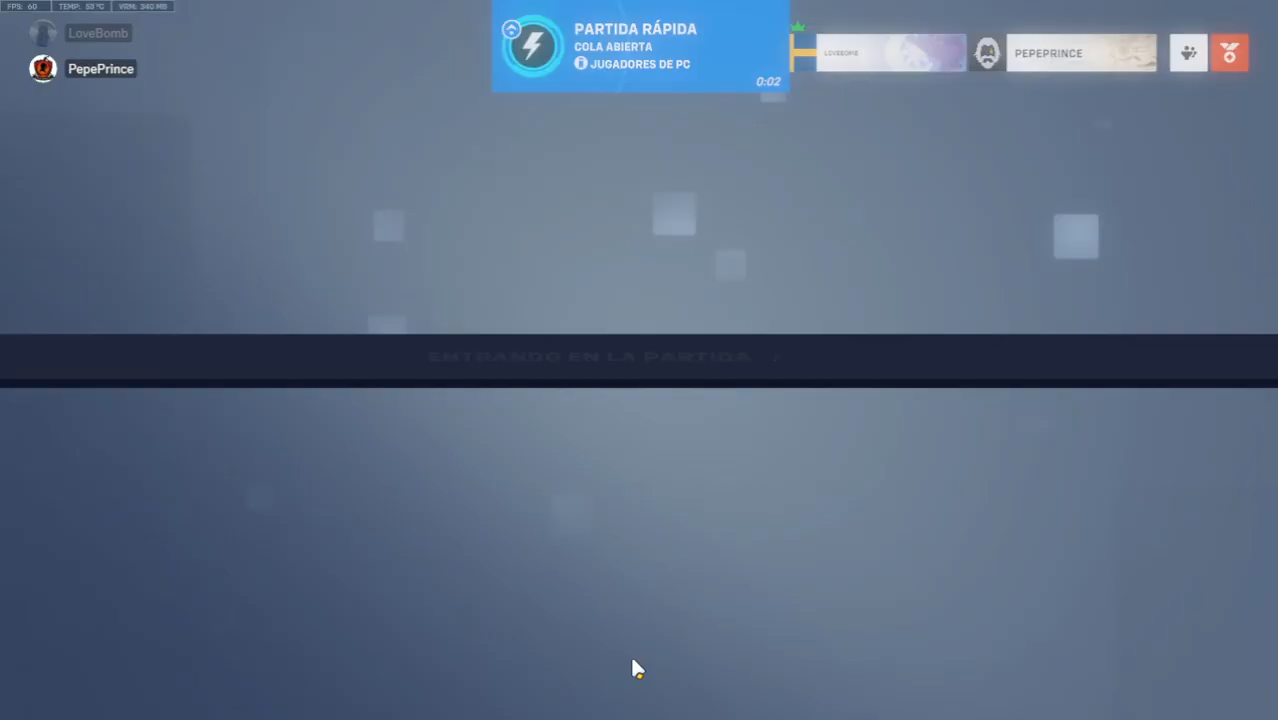 FPS: 60 TEMP: 53 ºC VRM: 340 MB
LoveBomb
PepePrince
PARTIDA RÁPIDA
COLA ABIERTA
JUGADORES DE PC
0:02
LOVEBOMB
PEPEPRINCE
ENTRANDO EN LA PARTIDA